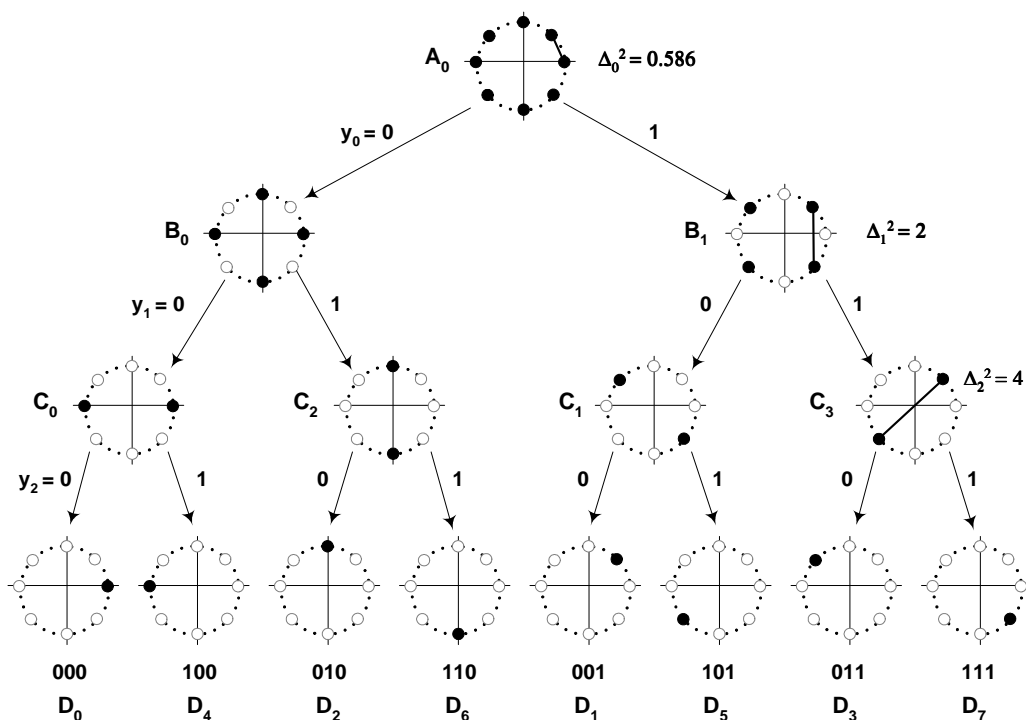 A₀
Δ₀² = 0.586
y₀ = 0
1
B₀
B₁
Δ₁² = 2
y₁ = 0
1
0
1
C₀
C₂
C₁
C₃
Δ₂² = 4
y₂ = 0
1
0
1
0
1
0
1
000
100
010
110
001
101
011
111
D₀
D₄
D₂
D₆
D₁
D₅
D₃
D₇